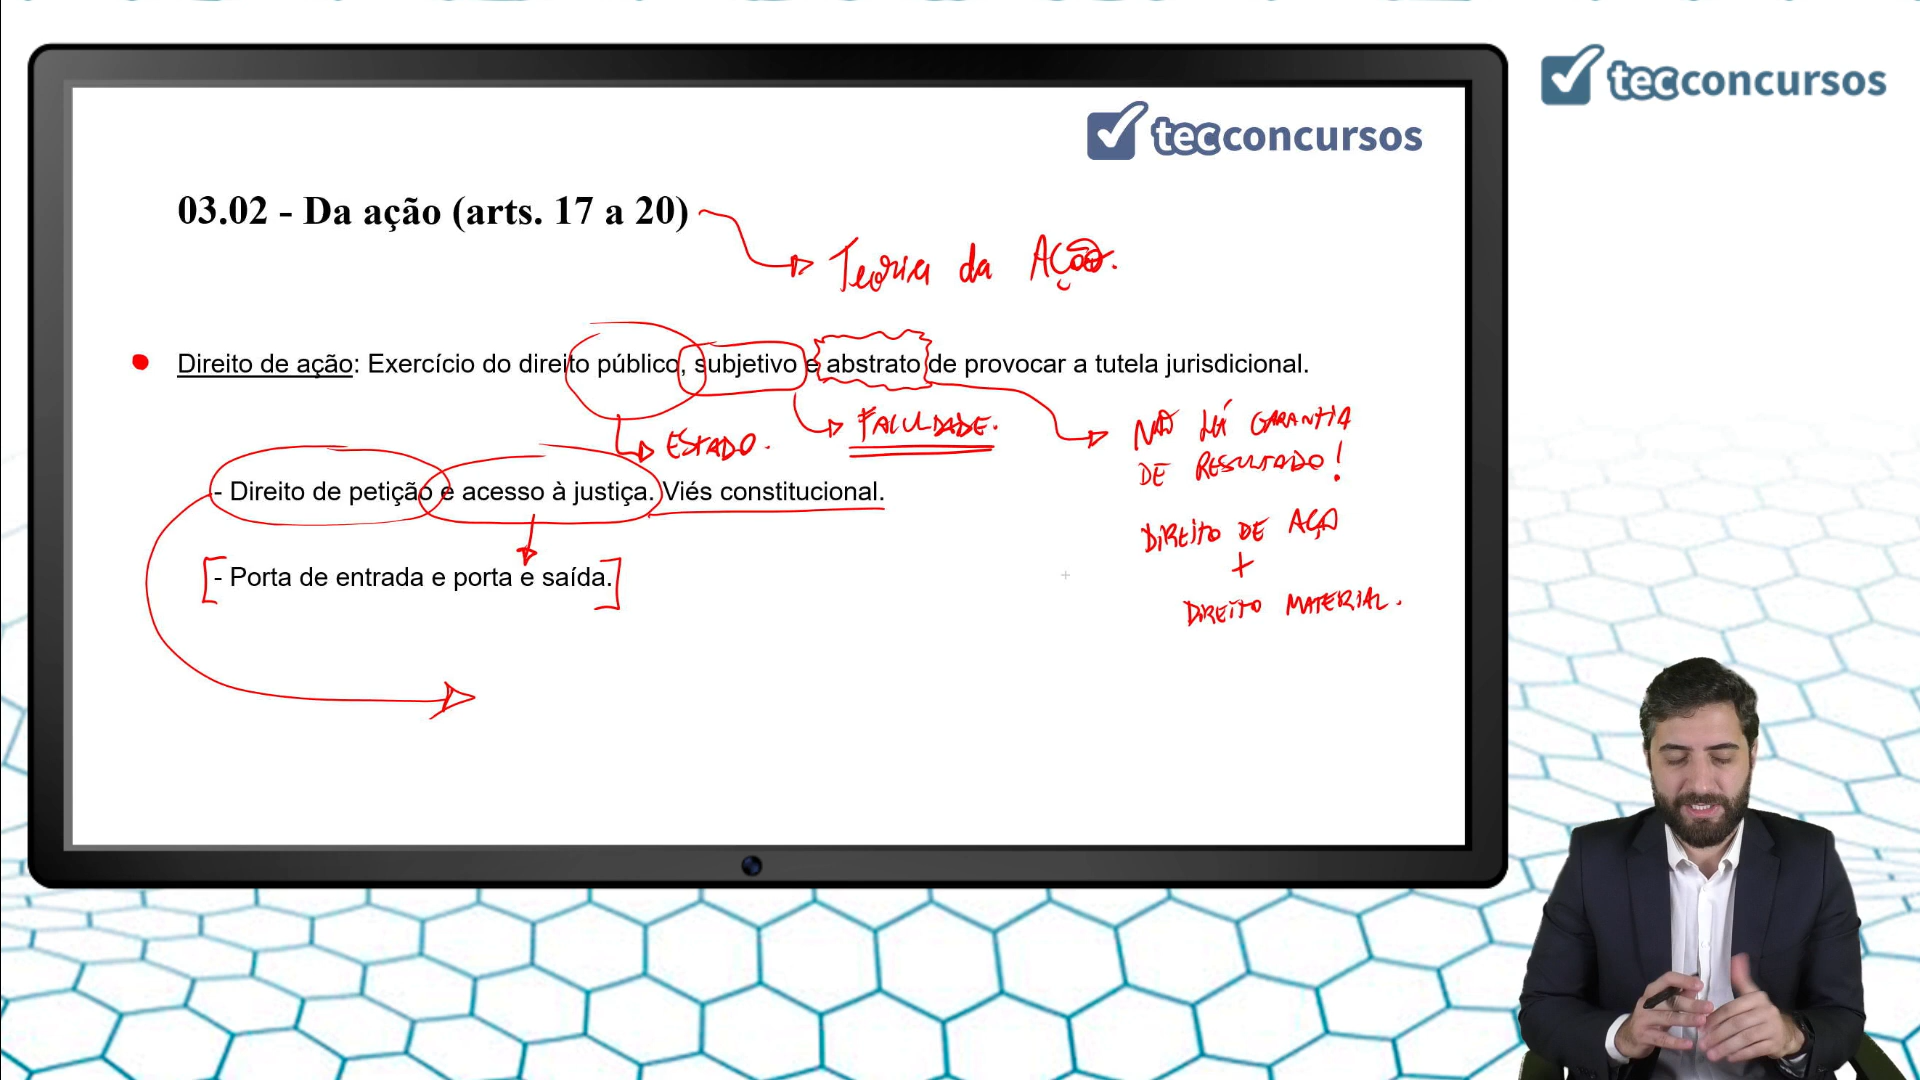 tecconcursos
tecconcursos
03.02 - Da ação (arts. 17 a 20)
Teoria da Ação.
Direito de ação: Exercício do direito público, subjetivo e abstrato de provocar a tutela jurisdicional.
ESTADO.
FACULDADE.
NÃO HÁ GARANTIA
DE RESULTADO!
- Direito de petição e acesso à justiça. Viés constitucional.
DIREITO DE AÇÃO
+
- Porta de entrada e porta e saída.
DIREITO MATERIAL.